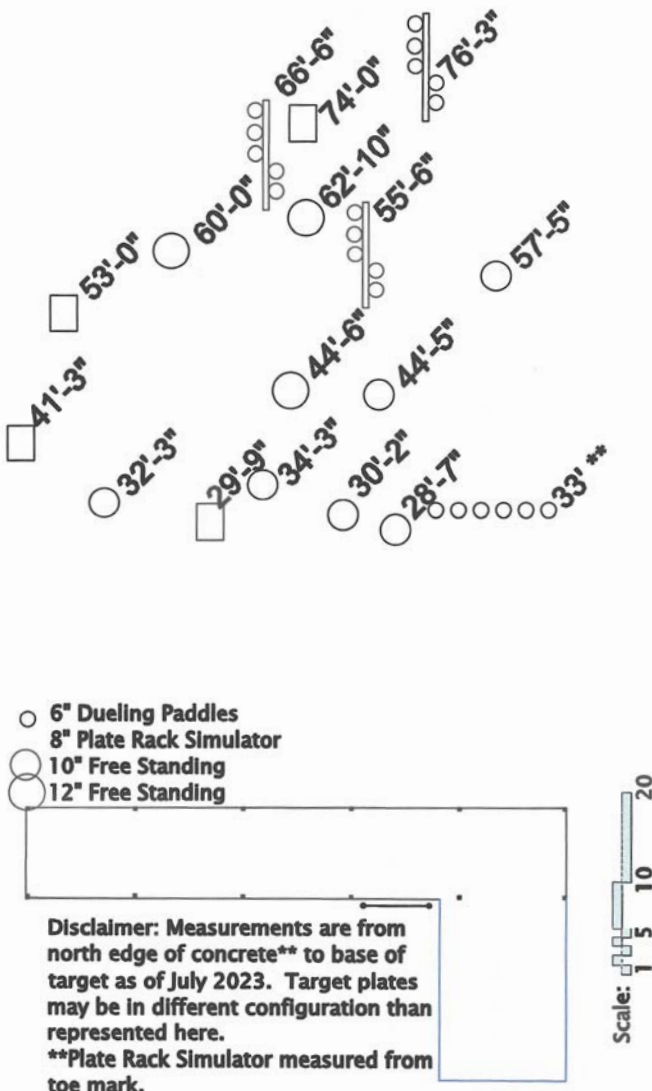 76'-3"
66'-6"
74'-0"
62'-10"
60'-0"
55'-6"
57'-5"
53'-0"
44'-6"
44'-5"
41'-3"
32'-3"
29'-9"
34'-3"
30'-2"
28'-7"
33' **
6" Dueling Paddles
8" Plate Rack Simulator
10" Free Standing
12" Free Standing
Disclaimer: Measurements are from
north edge of concrete** to base of
target as of July 2023. Target plates
may be in different configuration than
represented here.
**Plate Rack Simulator measured from
toe mark.
Scale: 1 5 10 20